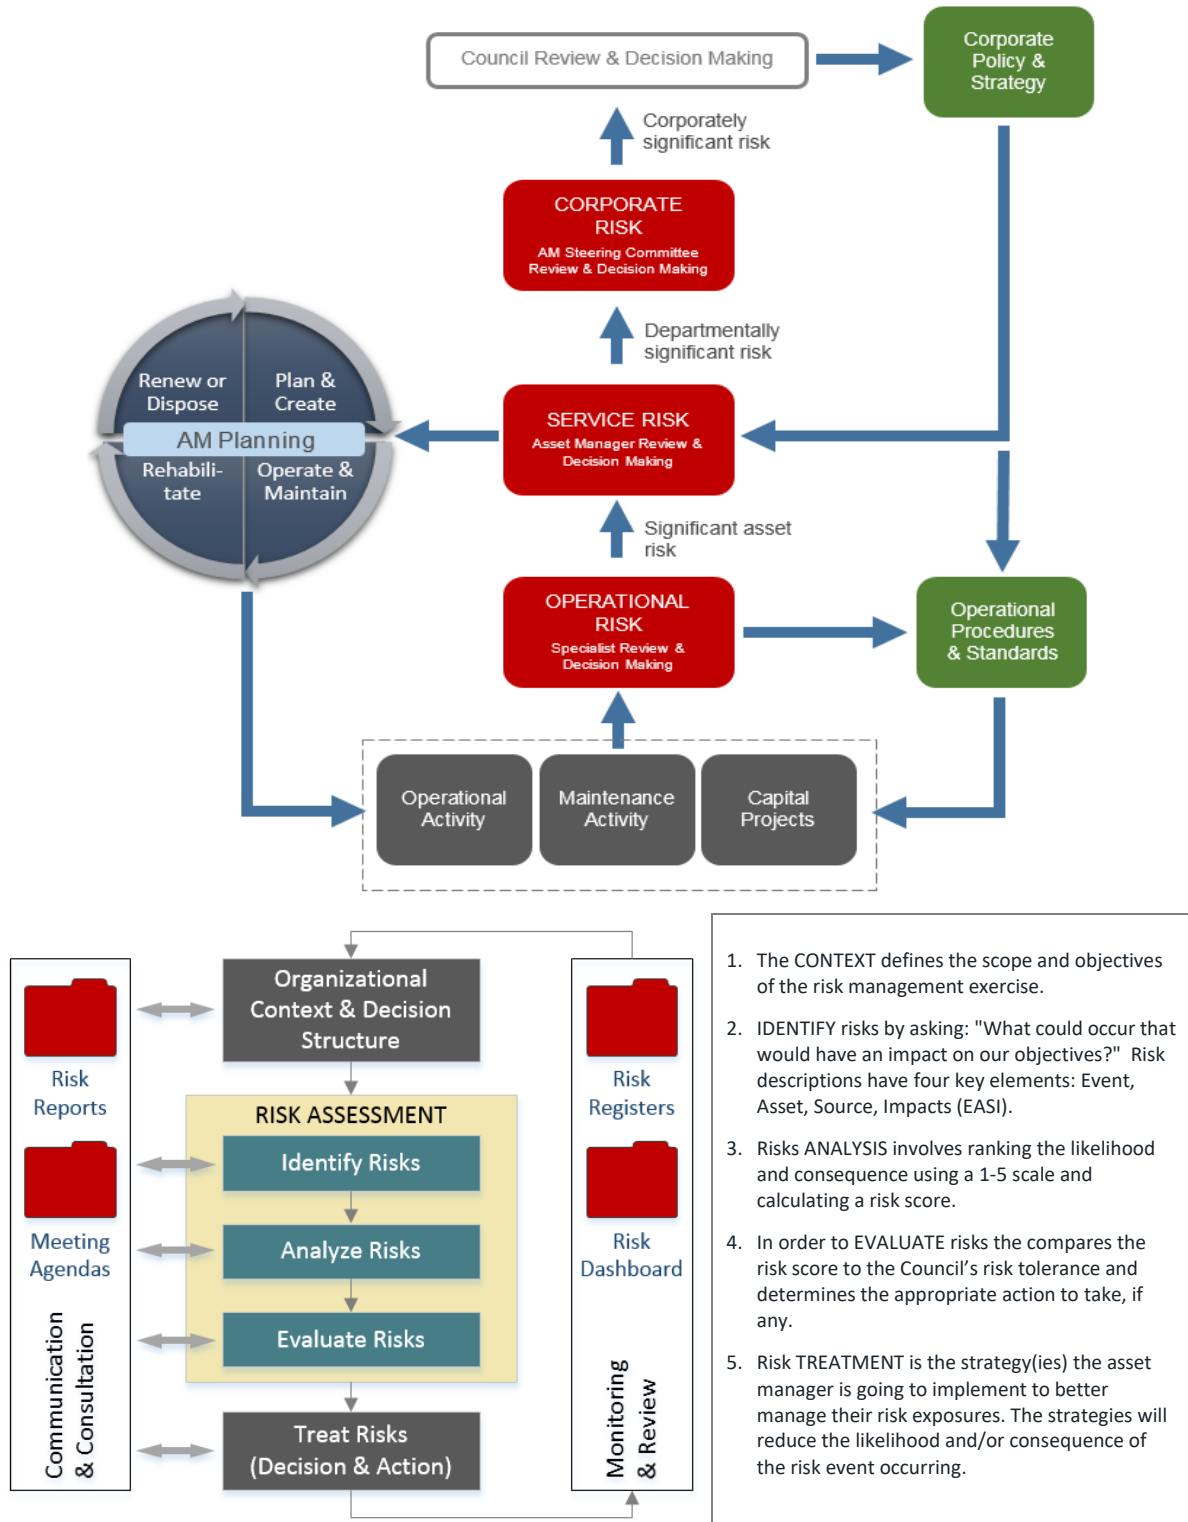 Council Review & Decision Making
Corporate
Policy &
Strategy
Corporately
significant risk
CORPORATE
RISK
AM Steering Committee
Review & Decision Making
Departmentally
significant risk
Renew or
Dispose
Plan &
Create
AM Planning
Rehabili-
tate
Operate &
Maintain
SERVICE RISK
Asset Manager Review &
Decision Making
Significant asset
risk
OPERATIONAL
RISK
Specialist Review &
Decision Making
Operational
Procedures
& Standards
Operational
Activity
Maintenance
Activity
Capital
Projects
Risk
Reports
Meeting
Agendas
Communication
& Consultation
Organizational
Context & Decision
Structure
RISK ASSESSMENT
Identify Risks
Analyze Risks
Evaluate Risks
Treat Risks
(Decision & Action)
Risk
Registers
Risk
Dashboard
Monitoring
& Review
1. The CONTEXT defines the scope and objectives
of the risk management exercise.
2. IDENTIFY risks by asking: "What could occur that
would have an impact on our objectives?" Risk
descriptions have four key elements: Event,
Asset, Source, Impacts (EASI).
3. Risks ANALYSIS involves ranking the likelihood
and consequence using a 1-5 scale and
calculating a risk score.
4. In order to EVALUATE risks the compares the
risk score to the Council’s risk tolerance and
determines the appropriate action to take, if
any.
5. Risk TREATMENT is the strategy(ies) the asset
manager is going to implement to better
manage their risk exposures. The strategies will
reduce the likelihood and/or consequence of
the risk event occurring.